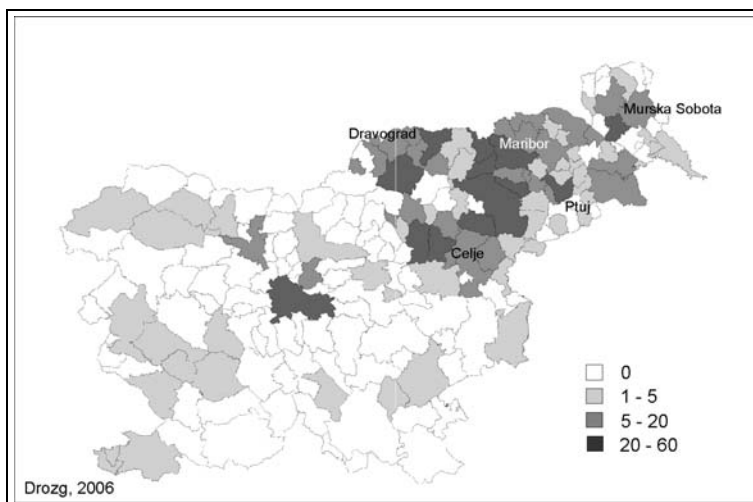 Murska Sobota
Dravograd
Maribor
Ptuj
Celje
0
1 - 5
5 - 20
20 - 60
Drozg, 2006